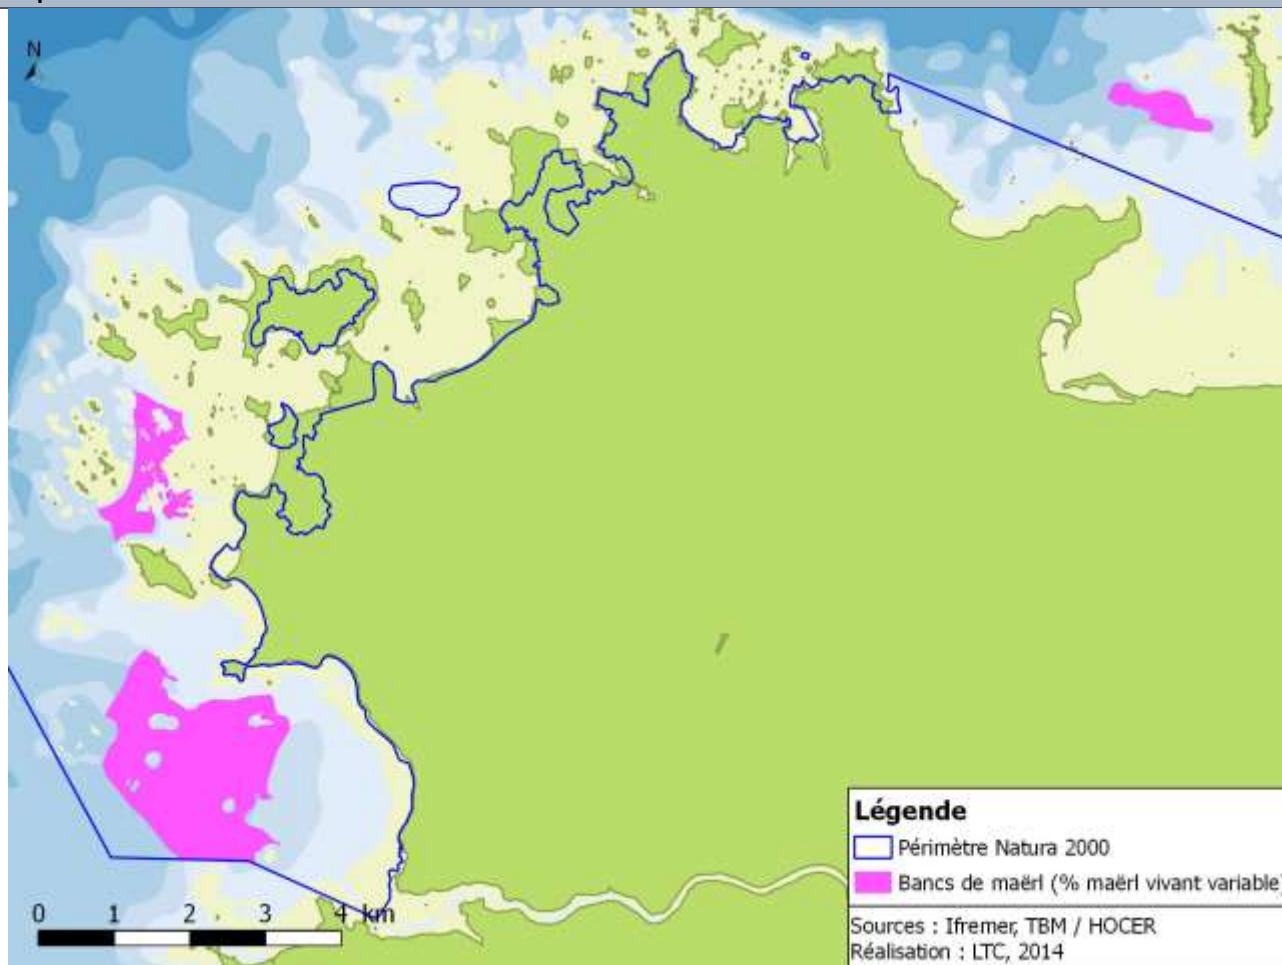 N
Légende
Périmètre Natura 2000
Bancs de maërl (% maërl vivant variable)
0 1 2 3 4 km
Sources : Ifremer, TBM / HOCER
Réalisation : LTC, 2014